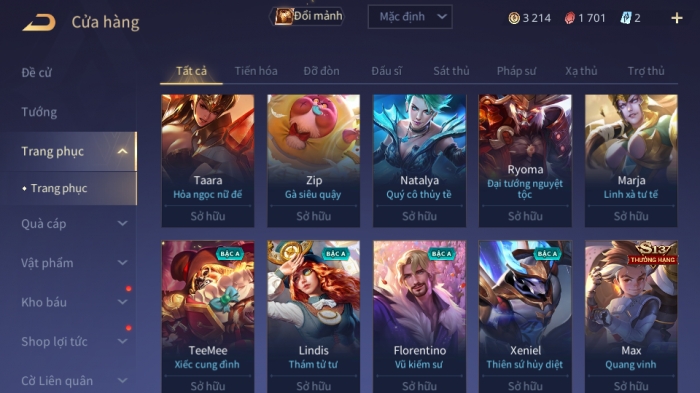 Cửa hàng
Đổi mảnh
Mặc định
3 214
1 701
2
Đề cử
Tướng
Trang phục
Trang phục
Quà cáp
Vật phẩm
Kho báu
Shop lợi tức
Cờ Liên quân
Tất cả Tiến hóa Đỡ đòn Đấu sĩ Sát thủ Pháp sư Xạ thủ Trợ thủ
Taara
Hỏa ngọc nữ đế
Sở hữu
Zip
Gà siêu quậy
Sở hữu
Natalya
Quý cô thủy tề
Sở hữu
Ryoma
Đại tướng nguyệt
tộc
Sở hữu
Marja
Linh xà tư tế
Sở hữu
TeeMee
Xiếc cung đình
Sở hữu
BẬC A
Lindis
Thám tử tư
Sở hữu
BẬC A
Florentino
Vũ kiếm sư
Sở hữu
BẬC A
Xeniel
Thiên sứ hủy diệt
Sở hữu
S13
THƯỞNG HẠNG
Max
Quang vinh
Sở hữu